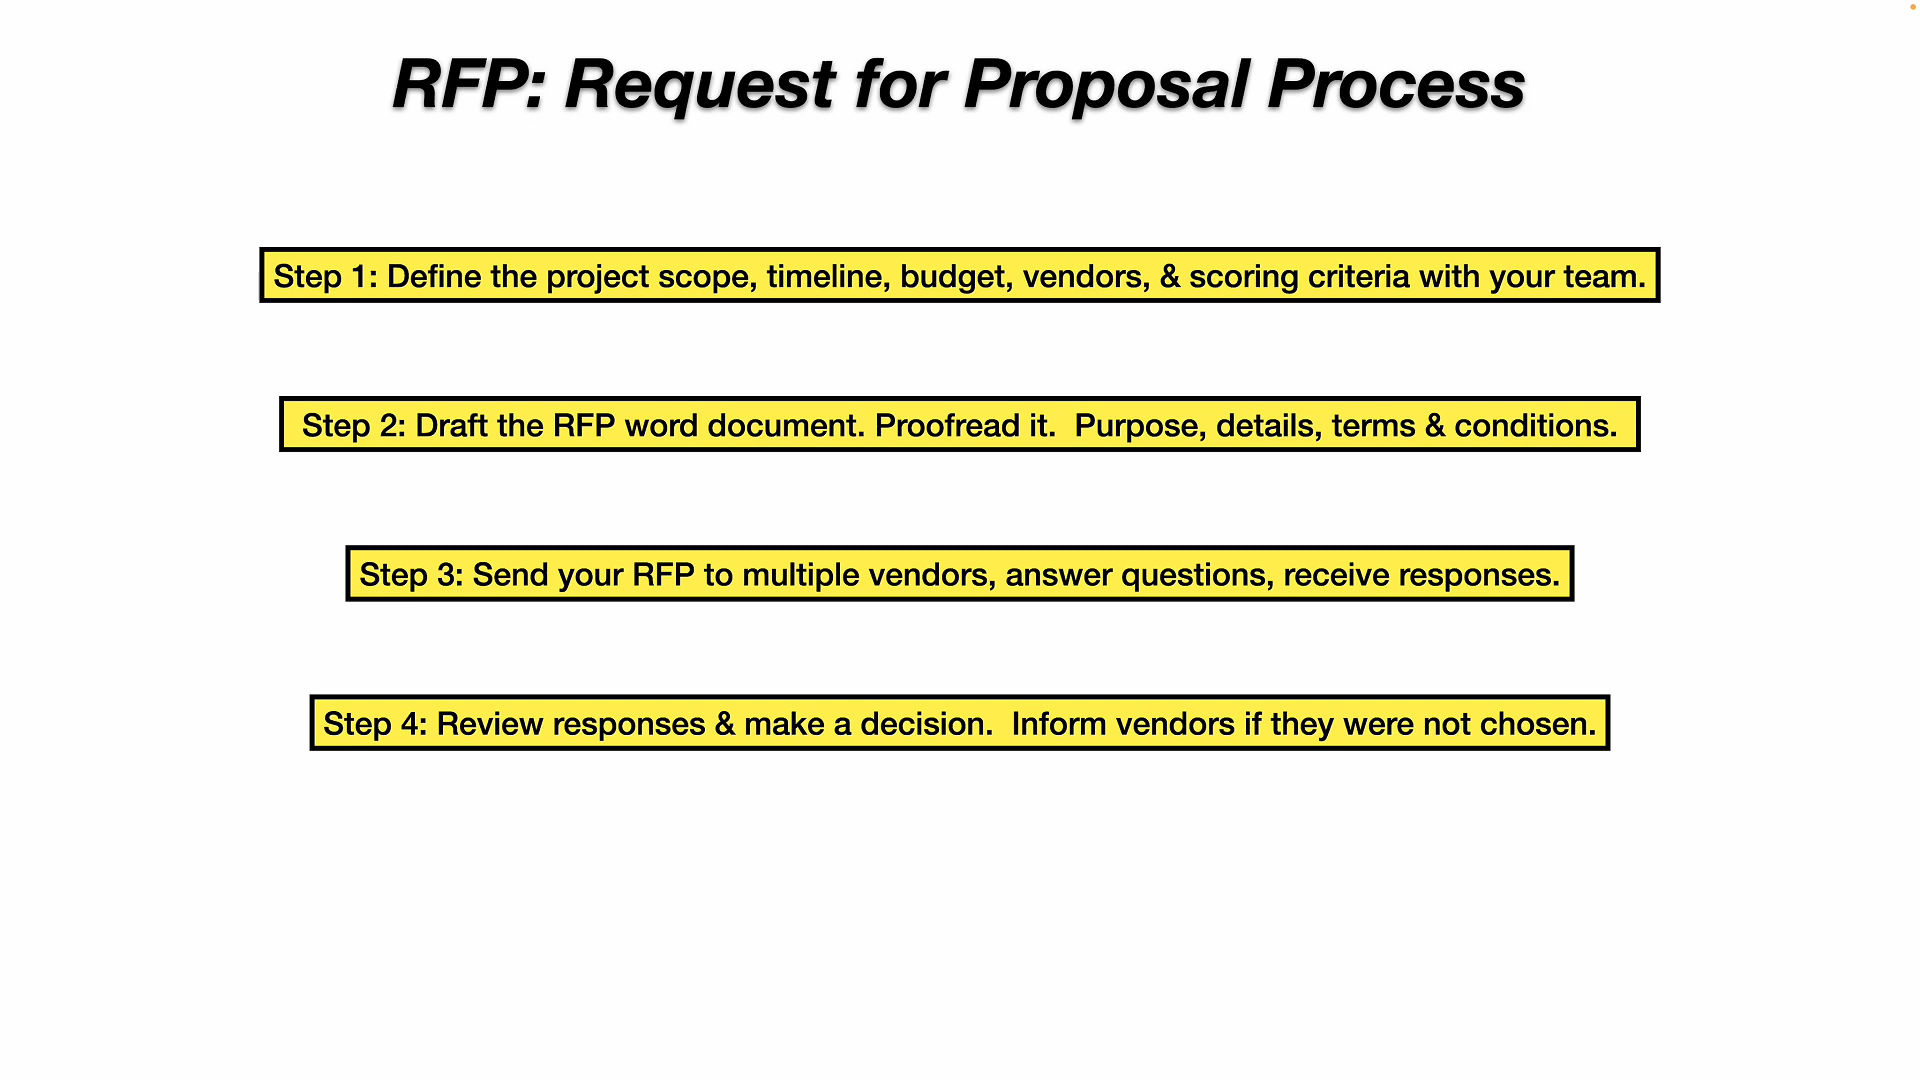 RFP: Request for Proposal Process
Step 1: Define the project scope, timeline, budget, vendors, & scoring criteria with your team.
Step 2: Draft the RFP word document. Proofread it.  Purpose, details, terms & conditions.
Step 3: Send your RFP to multiple vendors, answer questions, receive responses.
Step 4: Review responses & make a decision.  Inform vendors if they were not chosen.